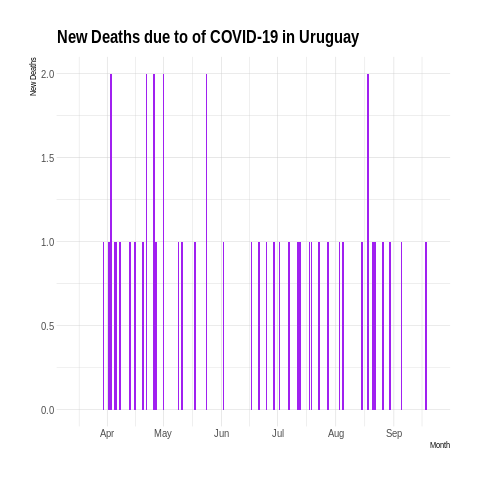 New Deaths due to of COVID-19 in Uruguay
New Deaths
2.0
1.5
1.0
0.5
0.0
Apr May Jun Jul Aug Sep
Month